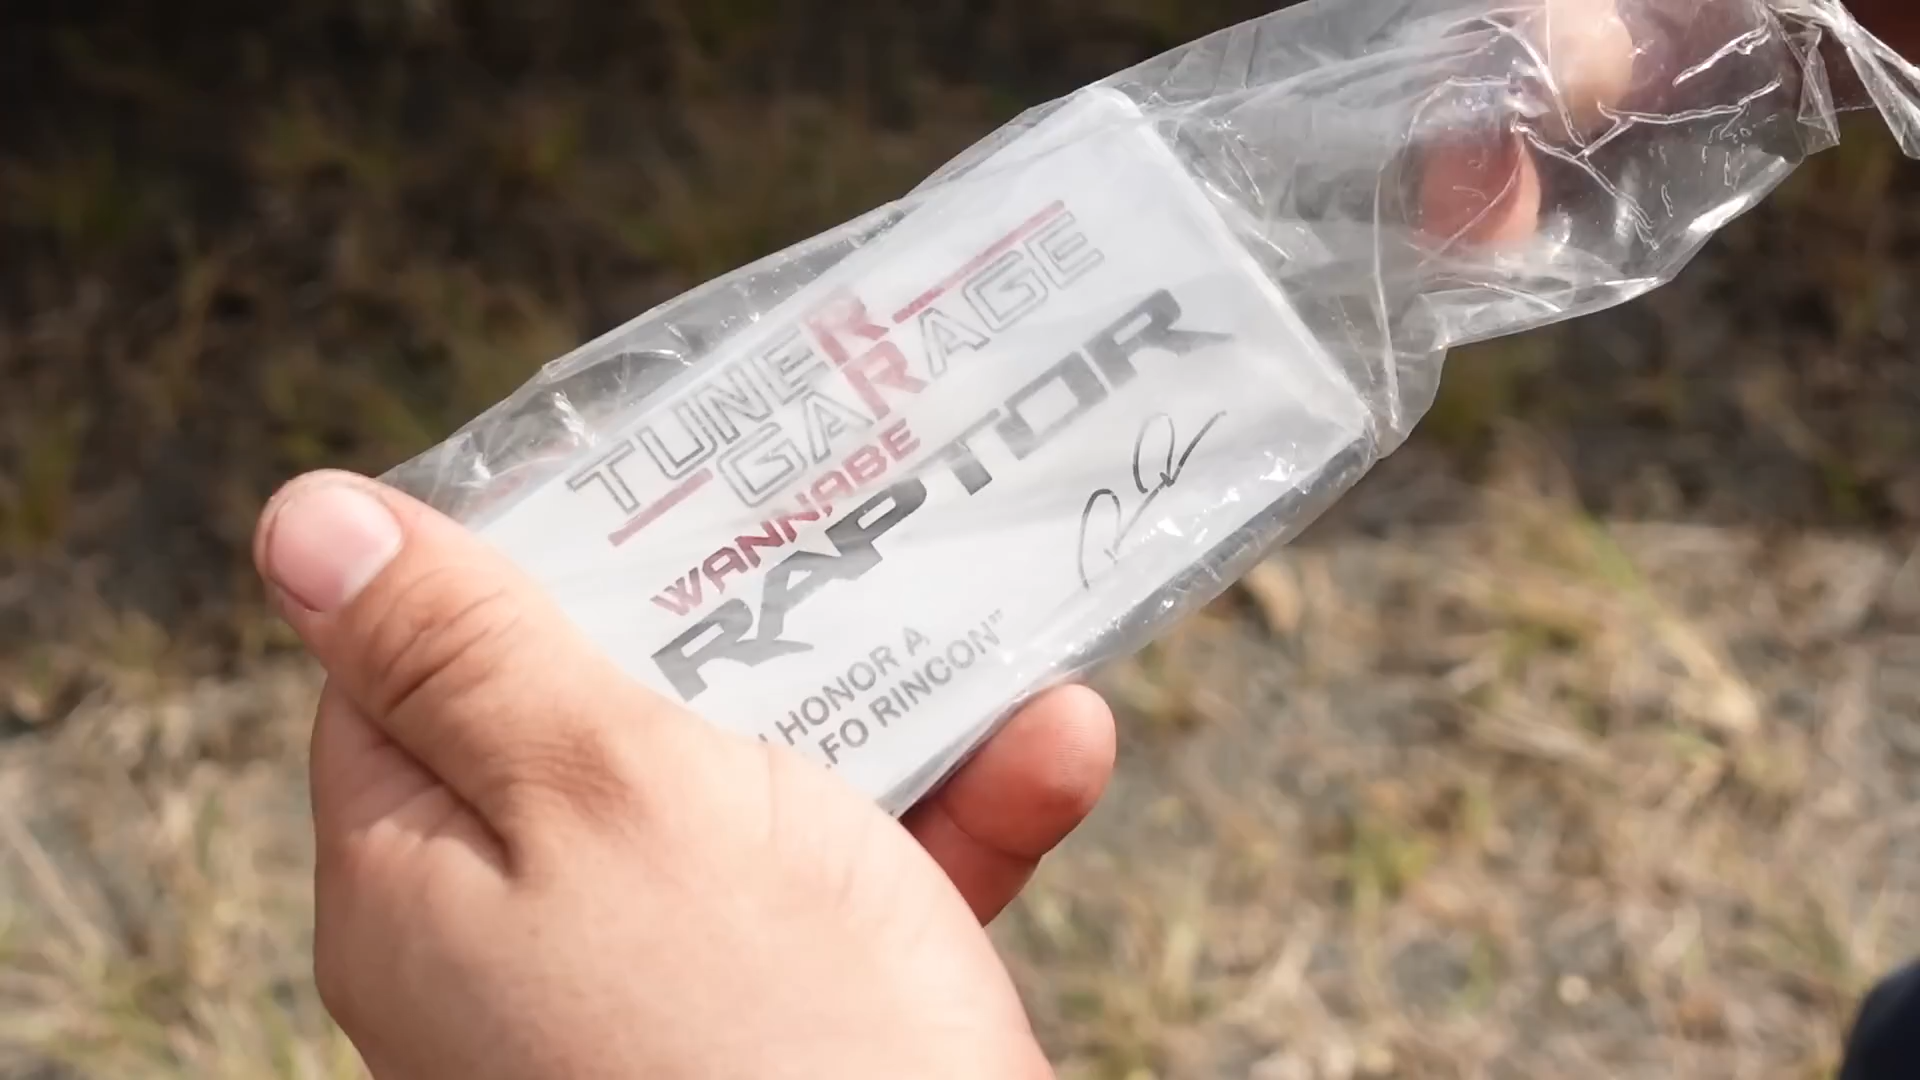 TUNER
GARAGE
WANNABE
RAPTOR
HONOR A
FO RINCON"